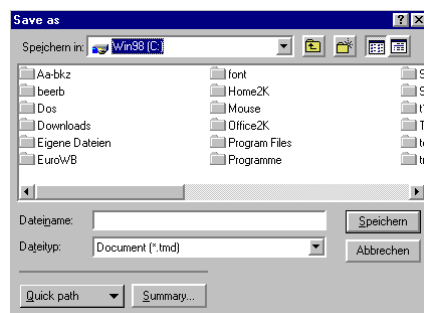 Save as
Speichern in: Win98 (C:)
Aa-bkz
beerb
Dos
Downloads
Eigene Dateien
EuroWB
font
Home2K
Mouse
Office2K
Program Files
Programme
Dateiname:
Speichern
Dateityp: Document (*.tmd)
Abbrechen
Quick path
Summary...